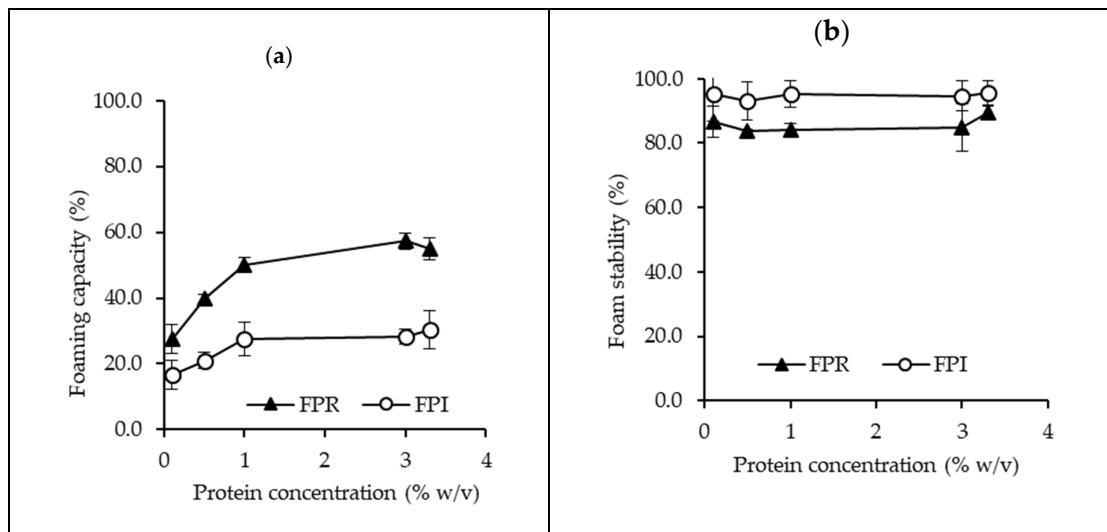 (a)
100.0
80.0
60.0
40.0
20.0
0.0
Foaming capacity (%)
FPR
FPI
0 1 2 3 4
Protein concentration (% w/v)
(b)
100.0
80.0
60.0
40.0
20.0
0.0
Foam stability (%)
FPR
FPI
0 1 2 3 4
Protein concentration (% w/v)